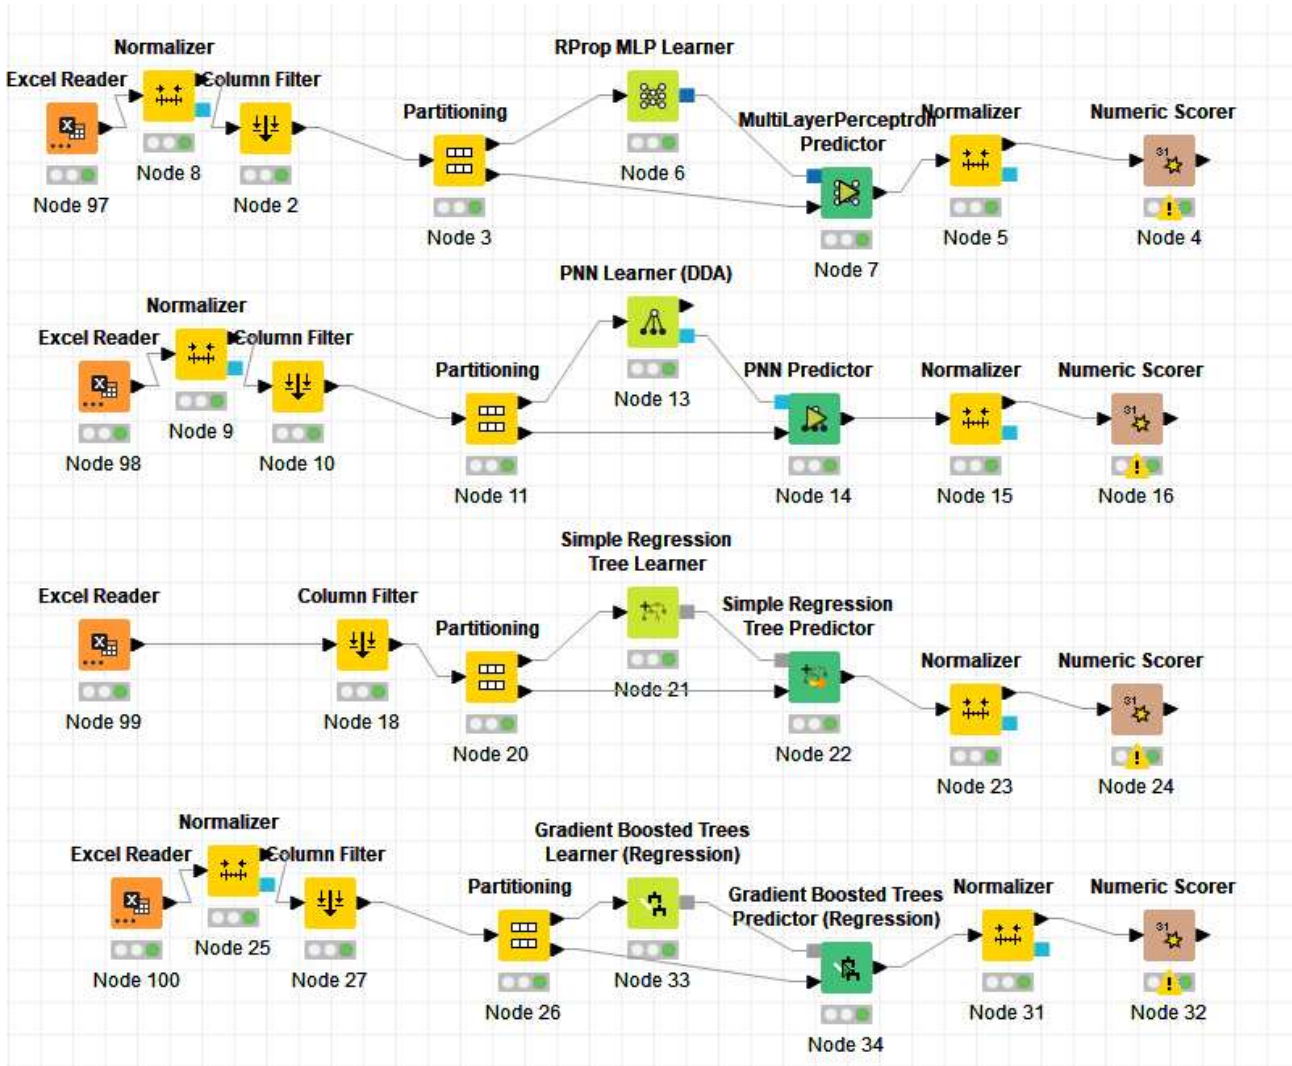 Normalizer
RProp MLP Learner
Excel Reader
Column Filter
Partitioning
MultiLayerPerceptron
Predictor
Normalizer
Numeric Scorer
31
Node 8
Node 6
Node 97
Node 2
Node 3
Node 5
Node 4
Node 7
PNN Learner (DDA)
Normalizer
Excel Reader
Column Filter
Partitioning
PNN Predictor
Normalizer
Numeric Scorer
31
Node 13
Node 9
Node 98
Node 10
Node 11
Node 14
Node 15
Node 16
Simple Regression
Tree Learner
Excel Reader
Column Filter
Partitioning
Simple Regression
Tree Predictor
Normalizer
Numeric Scorer
31
Node 21
Node 99
Node 18
Node 20
Node 22
Node 23
Node 24
Normalizer
Gradient Boosted Trees
Learner (Regression)
Excel Reader
Column Filter
Partitioning
Gradient Boosted Trees
Predictor (Regression)
Normalizer
Numeric Scorer
31
Node 25
Node 100
Node 27
Node 33
Node 26
Node 31
Node 32
Node 34